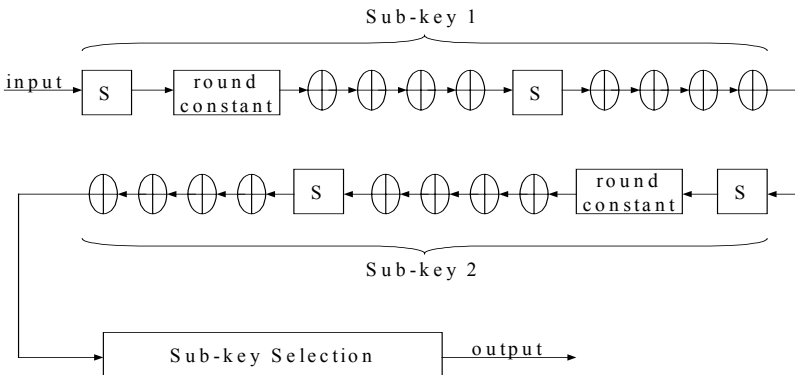 Sub-key 1
input
S
round
constant
S
S
round
constant
S
Sub-key 2
Sub-key Selection
output